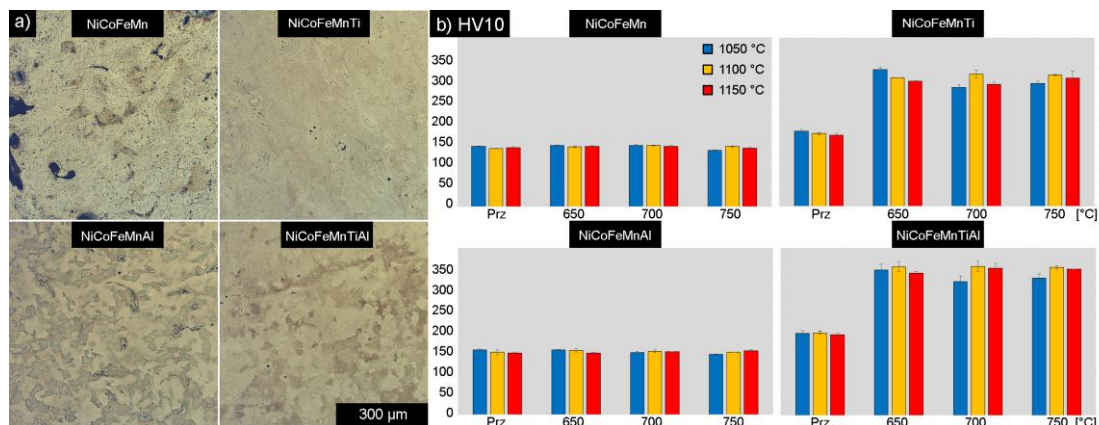 a)
NiCoFeMn
NiCoFeMnTi
NiCoFeMnAl
NiCoFeMnTiAl
300 µm
b) HV10
NiCoFeMn
NiCoFeMnTi
350
300
250
200
150
100
50
0
1050 °C
1100 °C
1150 °C
Prz 650 700 750
Prz 650 700 750 [°C]
NiCoFeMnAl
NiCoFeMnTiAl
350
300
250
200
150
100
50
0
Prz 650 700 750
Prz 650 700 750 [°C]